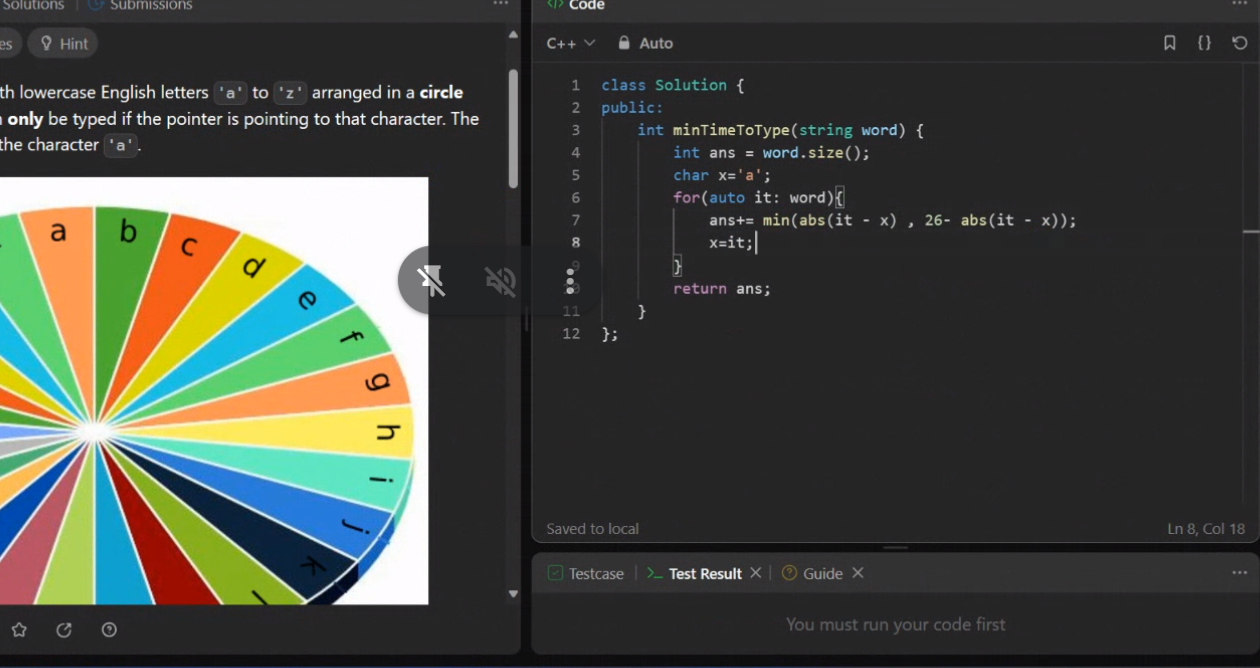 Solutions | Submissions
es Hint
th lowercase English letters 'a' to 'z' arranged in a circle
only be typed if the pointer is pointing to that character. The
the character 'a'.
a
b
c
d
e
f
g
h
i
j
k
l
Code
C++ Auto
1 class Solution {
2 public:
3 int minTimeToType(string word) {
4 int ans = word.size();
5 char x='a';
6 for(auto it: word){
7 ans+= min(abs(it - x) , 26- abs(it - x));
8 x=it;
9 }
10 return ans;
11 }
12 };
Saved to local Ln 8, Col 18
Testcase | >_ Test Result × | Guide ×
You must run your code first